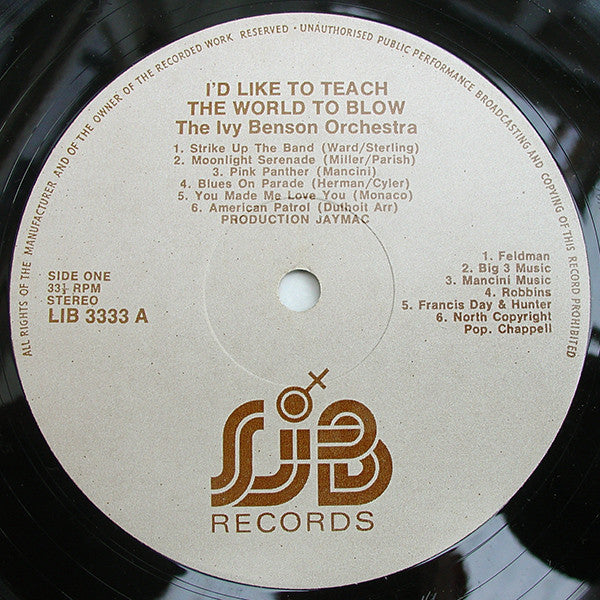 ALL RIGHTS OF THE MANUFACTURER AND OF THE OWNER OF THE RECORDED WORK RESERVED · UNAUTHORISED PUBLIC PERFORMANCE BROADCASTING AND COPYING OF THIS RECORD PROHIBITED
I'D LIKE TO TEACH
THE WORLD TO BLOW
The Ivy Benson Orchestra
1. Strike Up The Band (Ward/Sterling)
2. Moonlight Serenade (Miller/Parish)
3. Pink Panther (Mancini)
4. Blues On Parade (Herman/Cyler)
5. You Made Me Love You (Monaco)
6. American Patrol (Duthoit Arr)
PRODUCTION JAYMAC
SIDE ONE
33⅓ RPM
STEREO
LIB 3333 A
1. Feldman
2. Big 3 Music
3. Mancini Music
4. Robbins
5. Francis Day & Hunter
6. North Copyright
Pop. Chappell
LIB
RECORDS